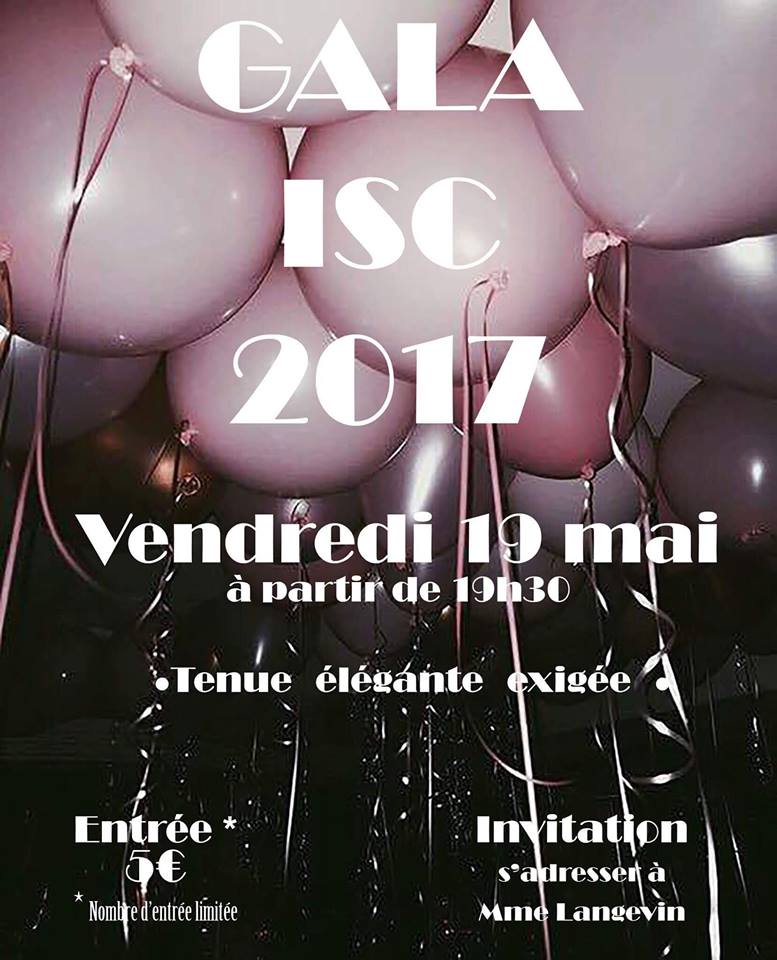 GALA
ISC
2017
Vendredi 19 mai
à partir de 19h30
•Tenue élégante exigée •
Entrée *
5€
* Nombre d'entrée limitée
Invitation
s'adresser à
Mme Langevin